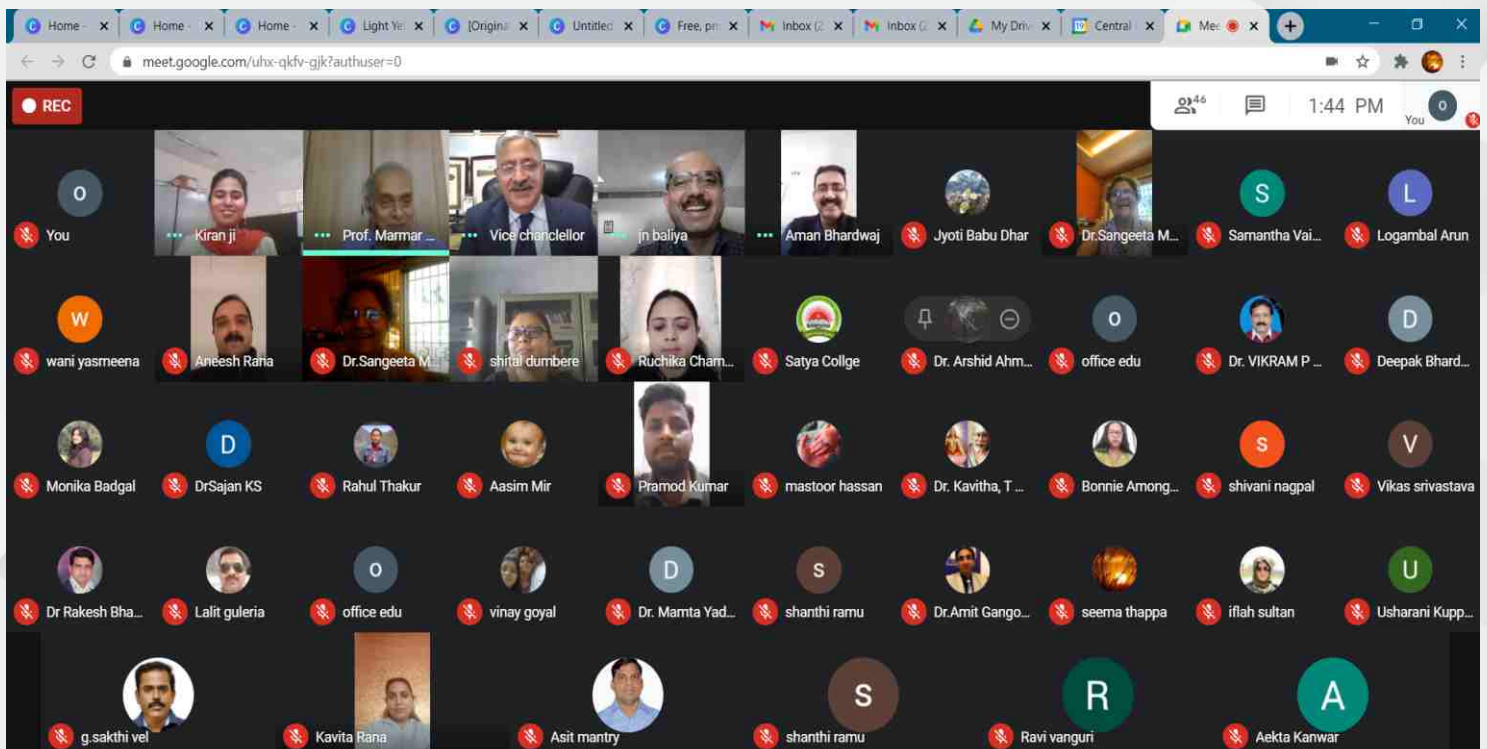 Home - Home - Home - Light Ye [Origina Untitled Free, pr Inbox (2 Inbox (2 My Driv Central Mee
meet.google.com/uhx-qkfv-gjk?authuser=0
REC 46 1:44 PM
You O
O S L
You Kiran ji Prof. Marmar ... Vice chanclellor jn baliya Aman Bhardwaj Jyoti Babu Dhar Dr.Sangeeta M... Samantha Vai... Logambal Arun
W O D
wani yasmeena Aneesh Rana Dr.Sangeeta M... shital dumbere Ruchika Cham... Satya Collge Dr. Arshid Ahm... office edu Dr. VIKRAM P ... Deepak Bhard...
D S V
Monika Badgal DrSajan KS Rahul Thakur Aasim Mir Pramod Kumar mastoor hassan Dr. Kavitha, T ... Bonnie Among... shivani nagpal Vikas srivastava
O D S U
Dr Rakesh Bha... Lalit guleria office edu vinay goyal Dr. Mamta Yad... shanthi ramu Dr.Amit Gango... seema thappa iflah sultan Usharani Kupp...
S R A
g.sakthi vel Kavita Rana Asit mantry shanthi ramu Ravi vanguri Aekta Kanwar